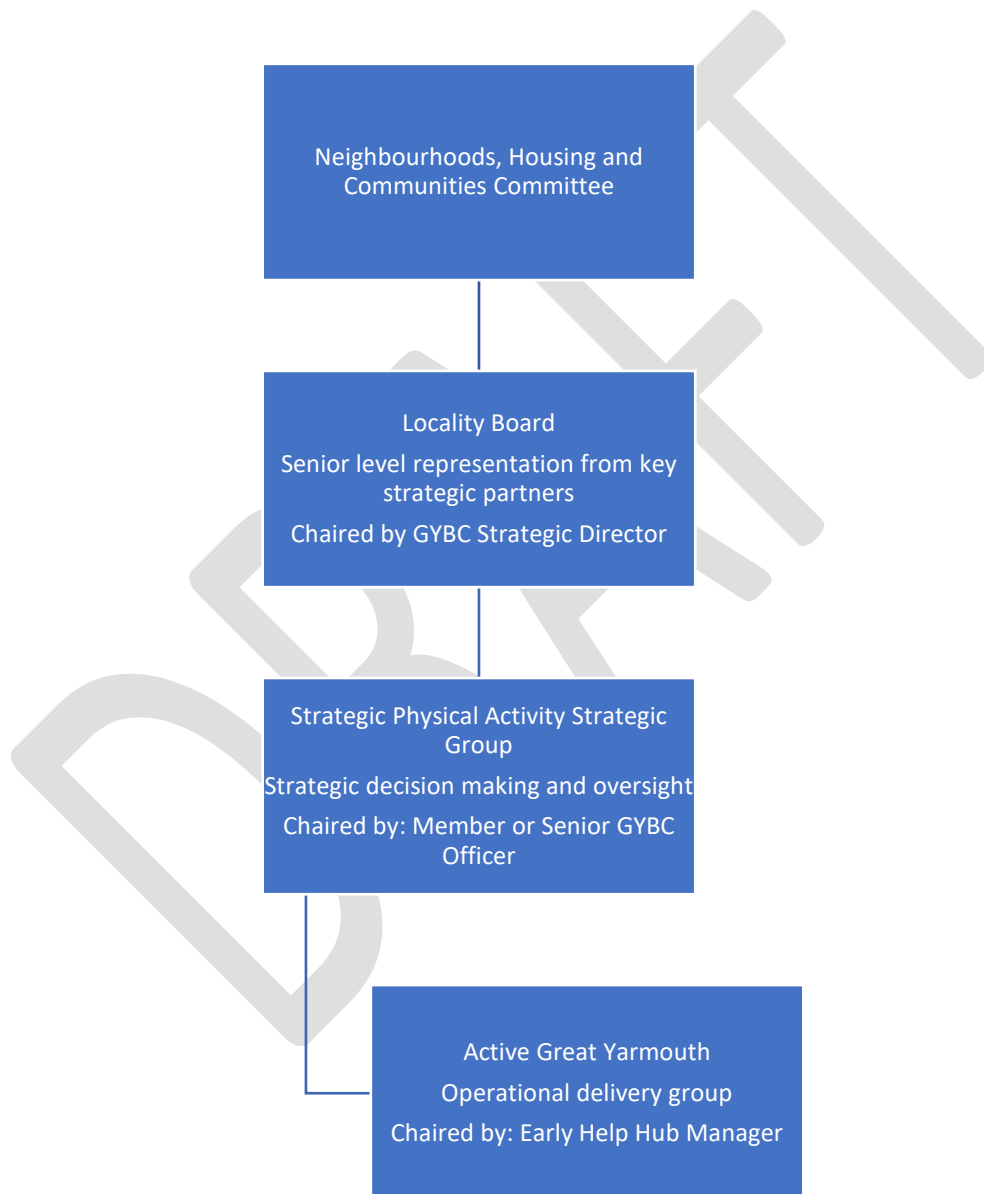 Neighbourhoods, Housing and
Communities Committee
Locality Board
Senior level representation from key
strategic partners
Chaired by GYBC Strategic Director
Strategic Physical Activity Strategic
Group
Strategic decision making and oversight
Chaired by: Member or Senior GYBC
Officer
Active Great Yarmouth
Operational delivery group
Chaired by: Early Help Hub Manager
DRAFT